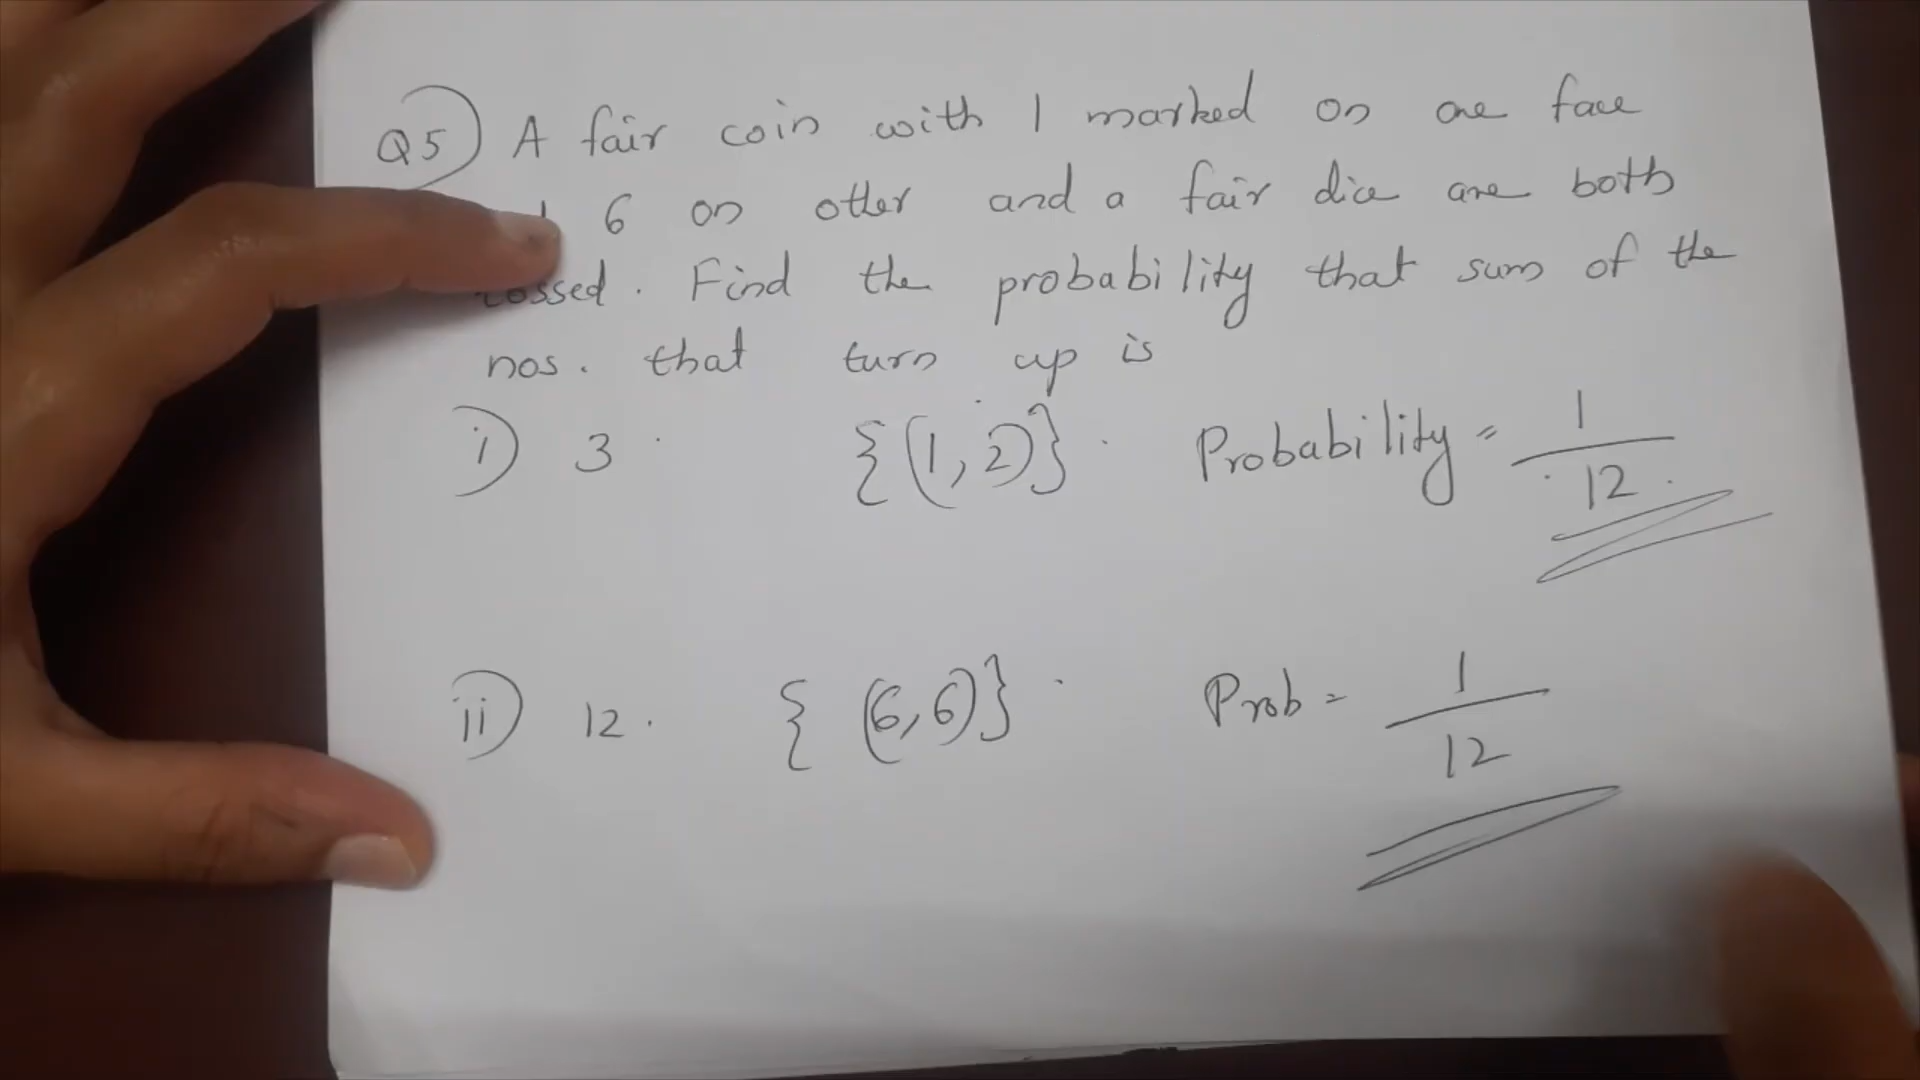 Q5) A fair coin with 1 marked on one face
6 on other and a fair dice are both
tossed. Find the probability that sum of the
nos. that turn up is
i) 3. {(1,2)}. Probability = 1/12
ii) 12. {(6,6)}. Prob = 1/12